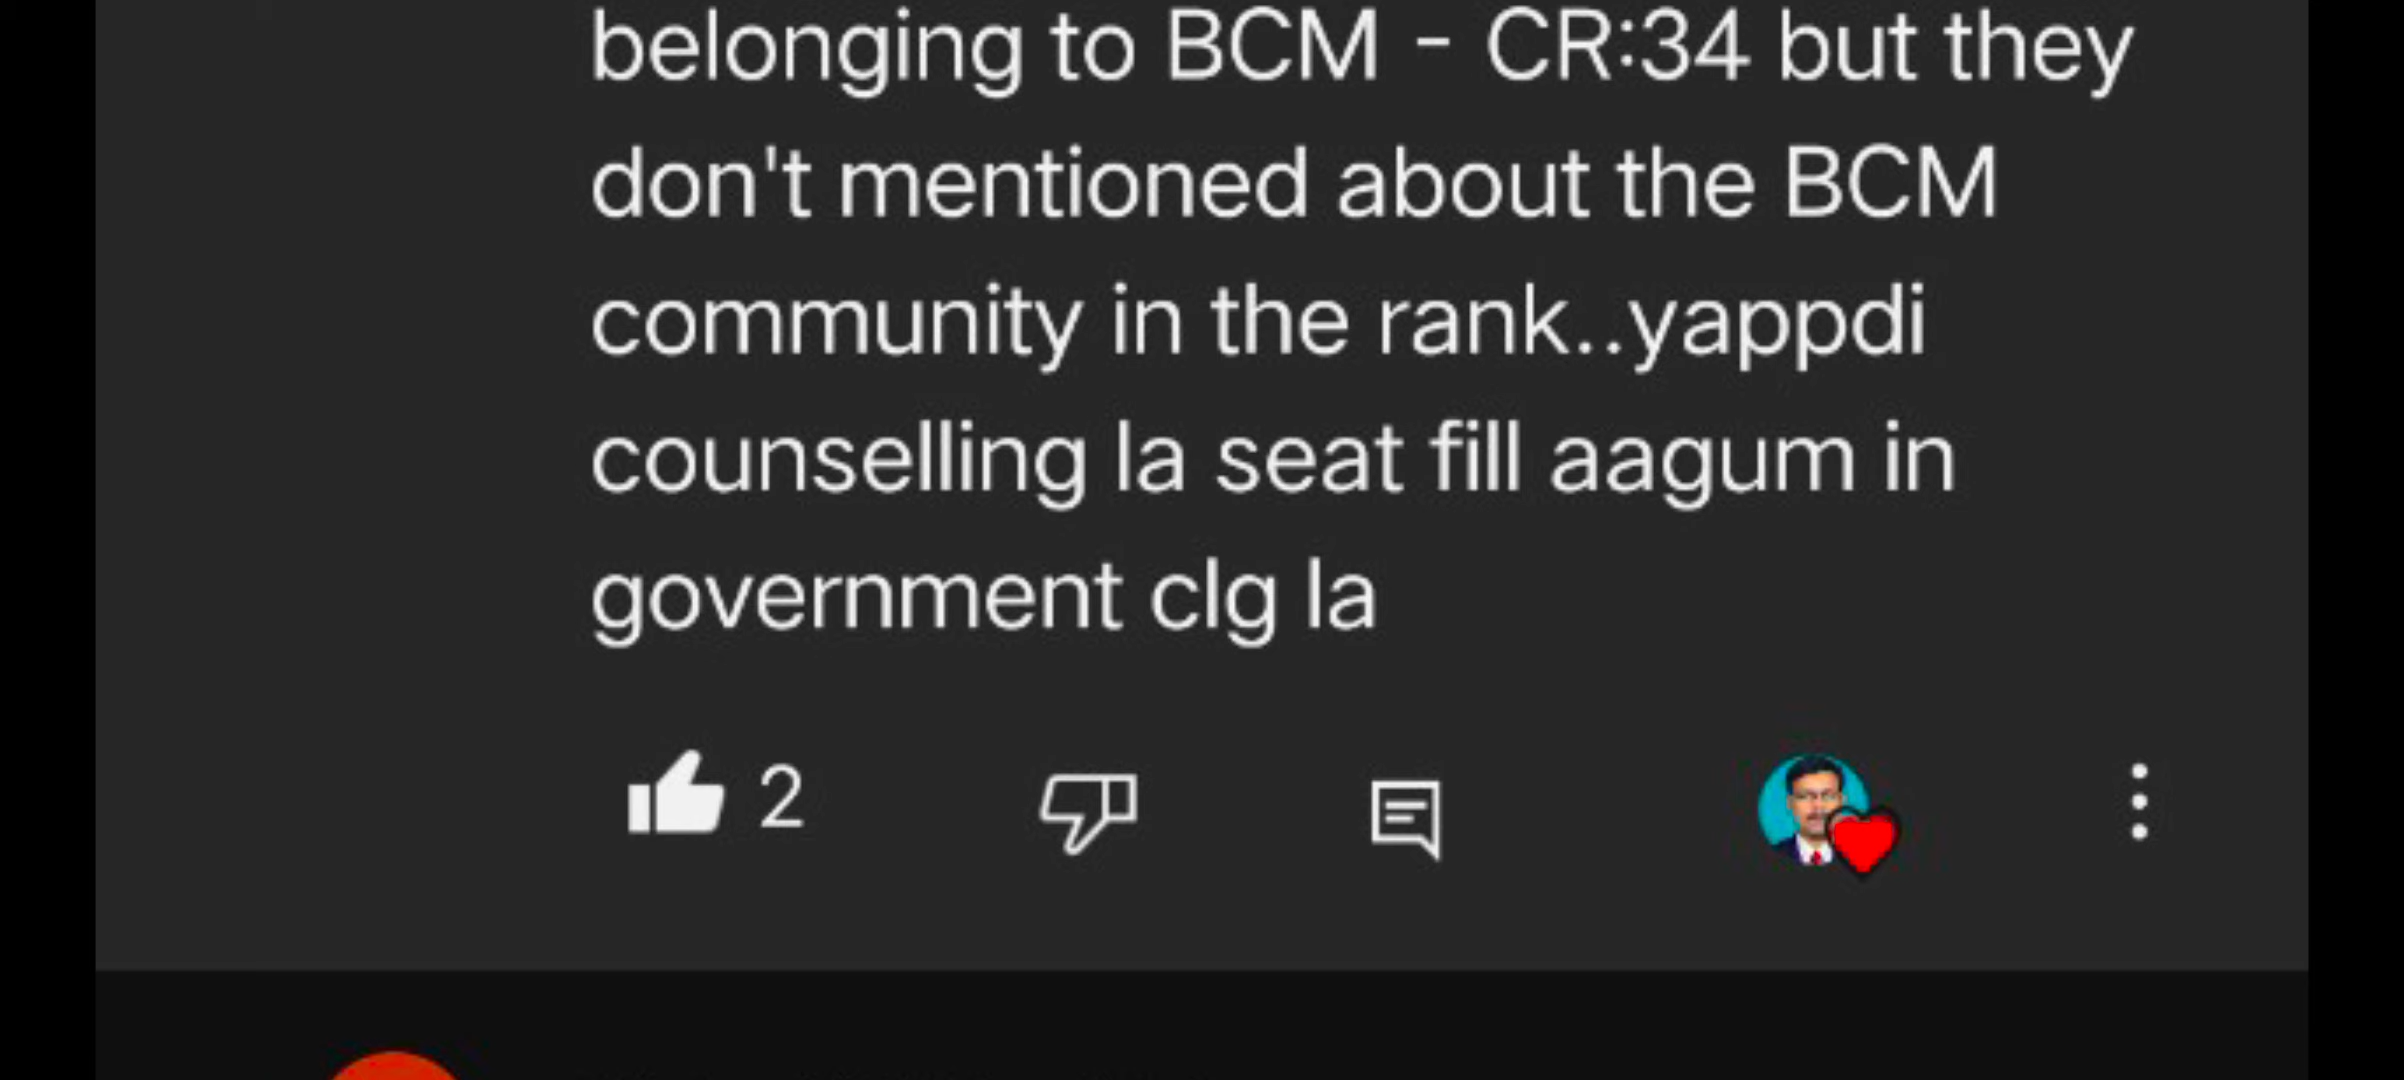 belonging to BCM - CR:34 but they
don't mentioned about the BCM
community in the rank..yappdi
counselling la seat fill aagum in
government clg la
2